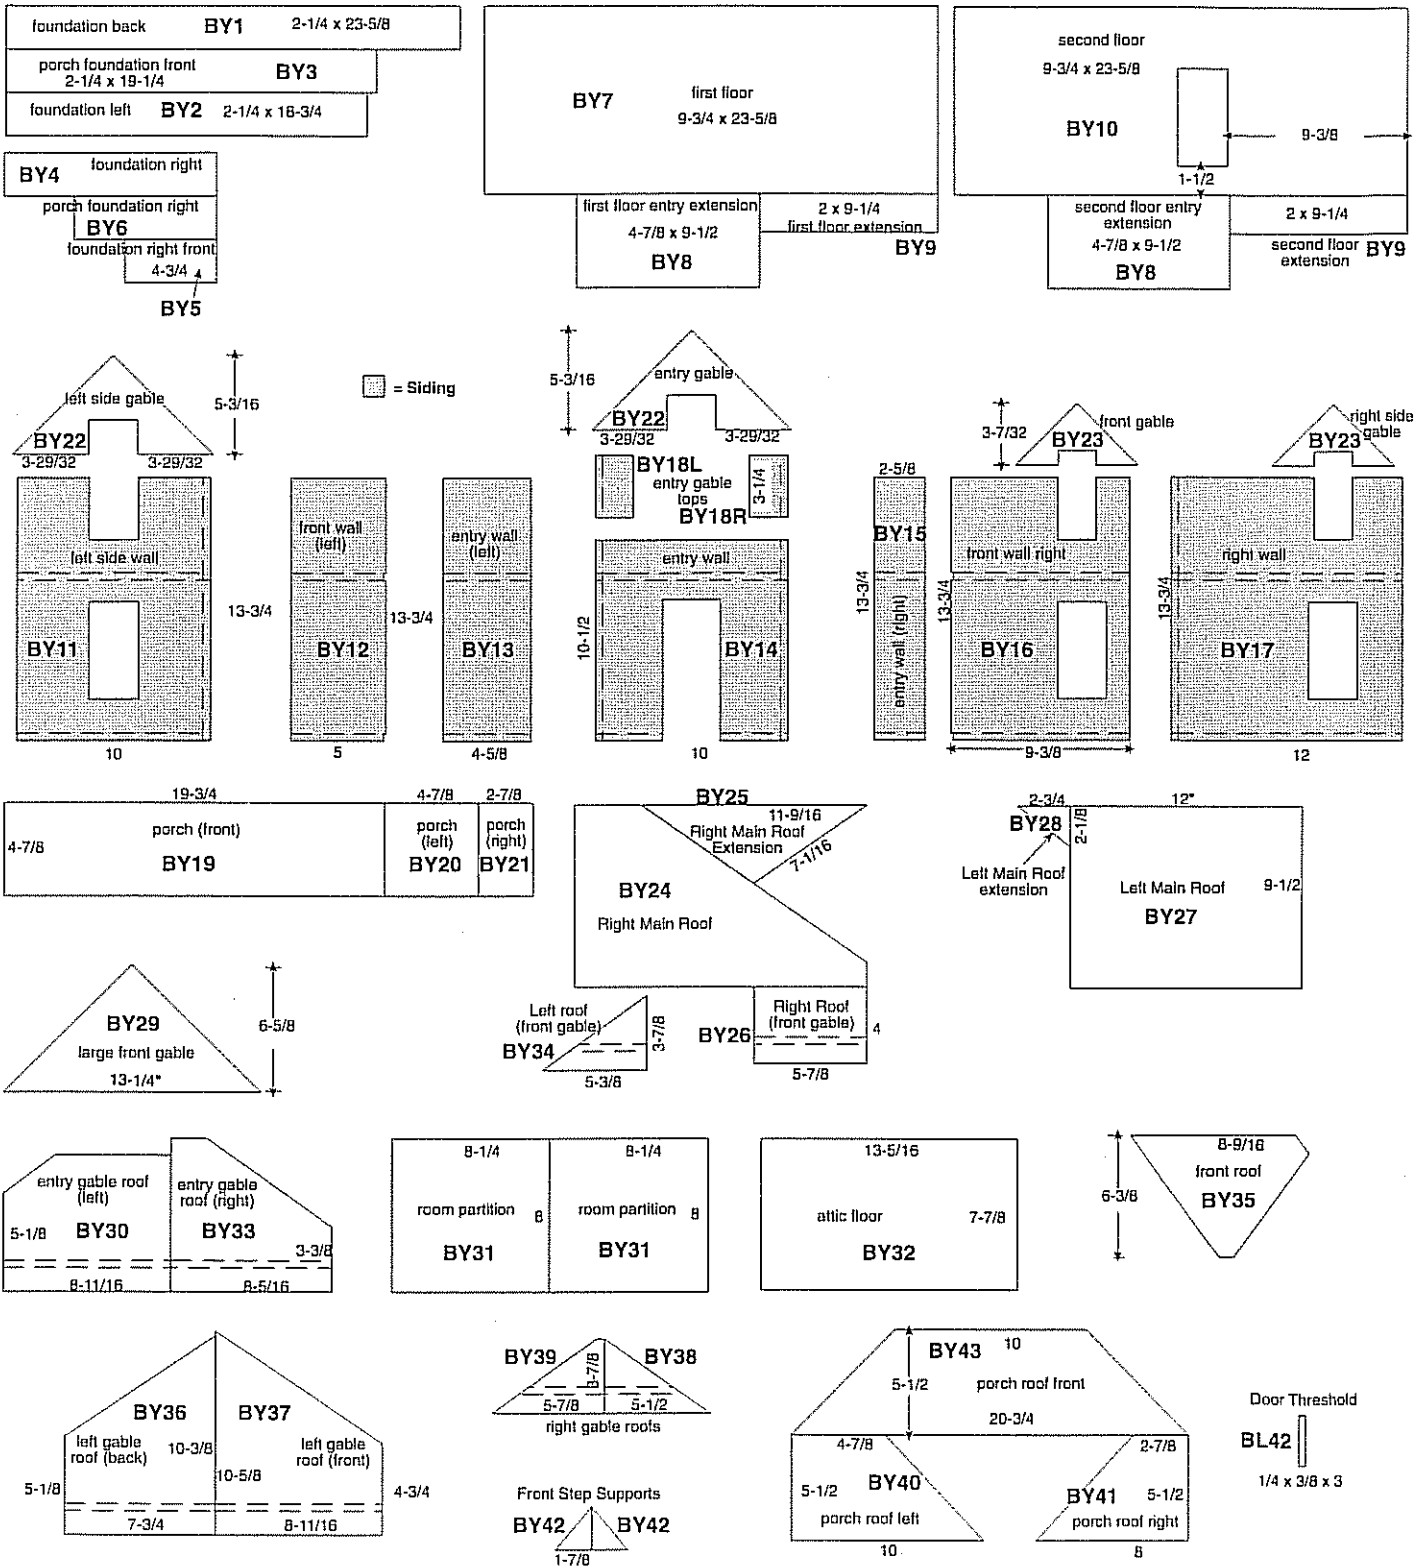 foundation back BY1 2-1/4 x 23-5/8
porch foundation front BY3
2-1/4 x 19-1/4
foundation left BY2 2-1/4 x 18-3/4
BY4 foundation right
porch foundation right
BY6
foundation right front
4-3/4
BY5
BY7 first floor
9-3/4 x 23-5/8
first floor entry extension
4-7/8 x 9-1/2
BY8
2 x 9-1/4
first floor extension
BY9
second floor
9-3/4 x 23-5/8
BY10
9-3/8
1-1/2
second floor entry
extension
4-7/8 x 9-1/2
BY8
2 x 9-1/4
second floor
extension
BY9
left side gable
BY22
3-29/32 3-29/32
5-3/16
= Siding
left side wall
BY11
10
13-3/4
front wall
(left)
BY12
5
13-3/4
entry wall
(left)
BY13
4-5/8
5-3/16
entry gable
BY22
3-29/32 3-29/32
BY18L
entry gable
tops
BY18R
3-1/4
entry wall
10-1/2
BY14
10
2-5/8
BY15
13-3/4
entry wall (right)
3-7/32
BY23
front gable
front wall right
13-3/4
BY16
9-3/8
right side
gable
BY23
right wall
13-3/4
BY17
12
19-3/4
porch (front)
4-7/8
BY19
4-7/8
porch
(left)
BY20
2-7/8
porch
(right)
BY21
BY25
11-9/16
Right Main Roof
Extension
7-1/16
BY24
Right Main Roof
Left roof
(front gable)
BY34
3-7/8
5-3/8
BY26
Right Roof
(front gable)
4
5-7/8
2-3/4
BY28
2-1/8
Left Main Roof
extension
12"
Left Main Roof
BY27
9-1/2
BY29
large front gable
13-1/4"
6-5/8
entry gable roof
(left)
5-1/8 BY30
8-11/16
entry gable
roof (right)
BY33
3-3/8
8-5/16
8-1/4
room partition 8
BY31
8-1/4
room partition 8
BY31
13-5/16
attic floor 7-7/8
BY32
8-9/16
front roof
BY35
6-3/8
BY36
left gable
roof (back)
10-3/8
5-1/8
7-3/4
BY37
left gable
roof (front)
10-5/8
4-3/4
8-11/16
BY39 BY38
3-7/8
5-7/8 5-1/2
right gable roofs
Front Step Supports
BY42 BY42
1-7/8
BY43 10
5-1/2 porch roof front
20-3/4
4-7/8
5-1/2 BY40
porch roof left
10
2-7/8
BY41 5-1/2
porch roof right
8
Door Threshold
BL42
1/4 x 3/8 x 3